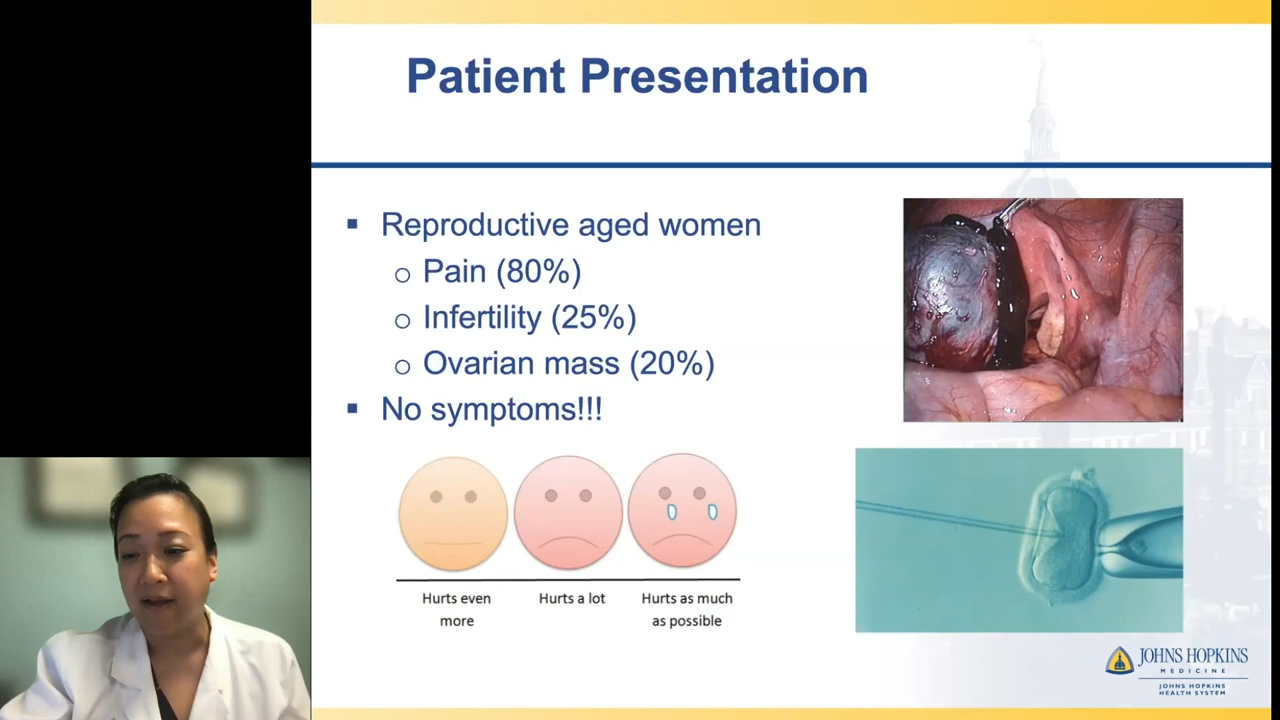 Patient Presentation
▪ Reproductive aged women
o Pain (80%)
o Infertility (25%)
o Ovarian mass (20%)
▪ No symptoms!!!
Hurts even more
Hurts a lot
Hurts as much as possible
JOHNS HOPKINS
MEDICINE
JOHNS HOPKINS
HEALTH SYSTEM